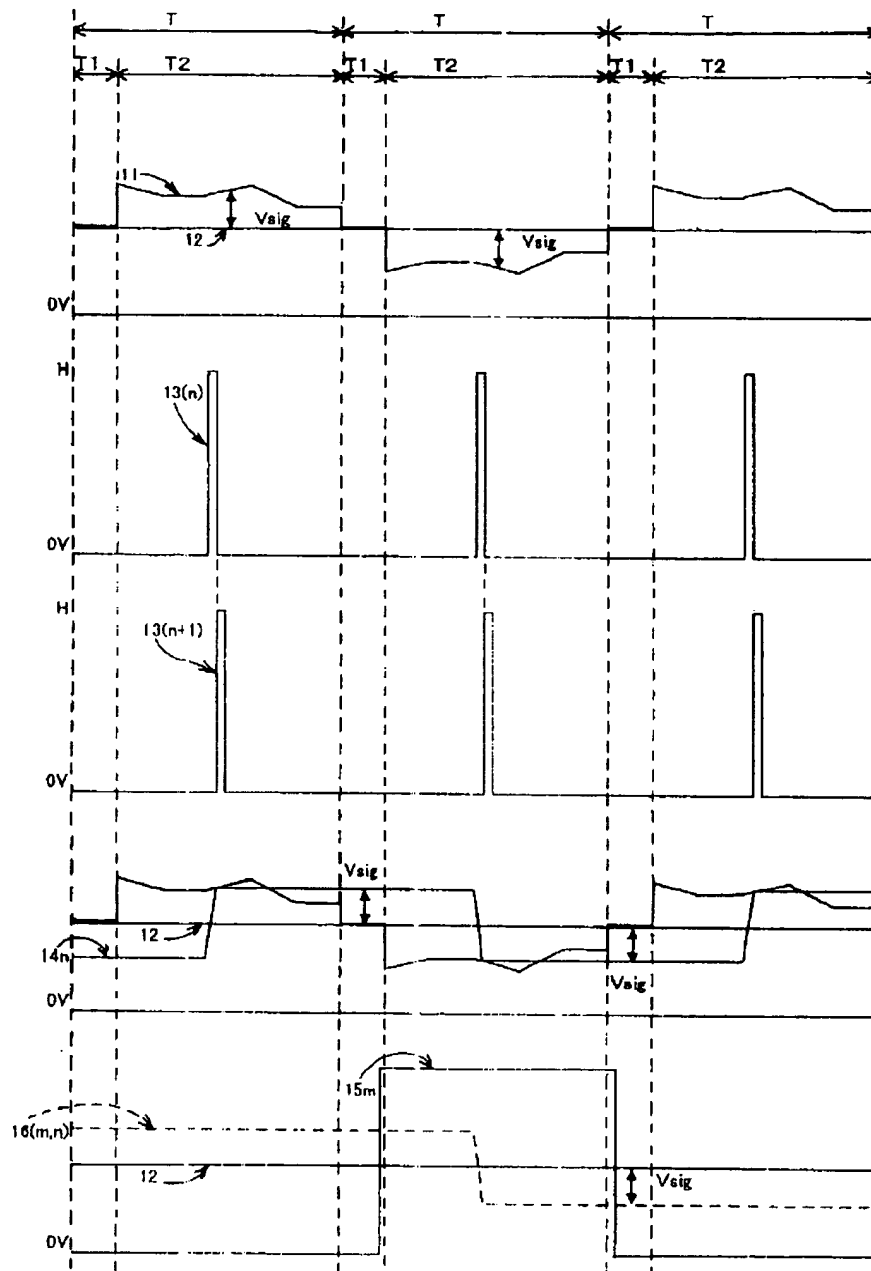 T T T
T1 T2 T1 T2 T1 T2
11
Vsig
12
Vsig
0V
H
13(n)
0V
H
13(n+1)
0V
Vsig
12
14n
Vsig
0V
15m
16(m,n)
12
Vsig
0V